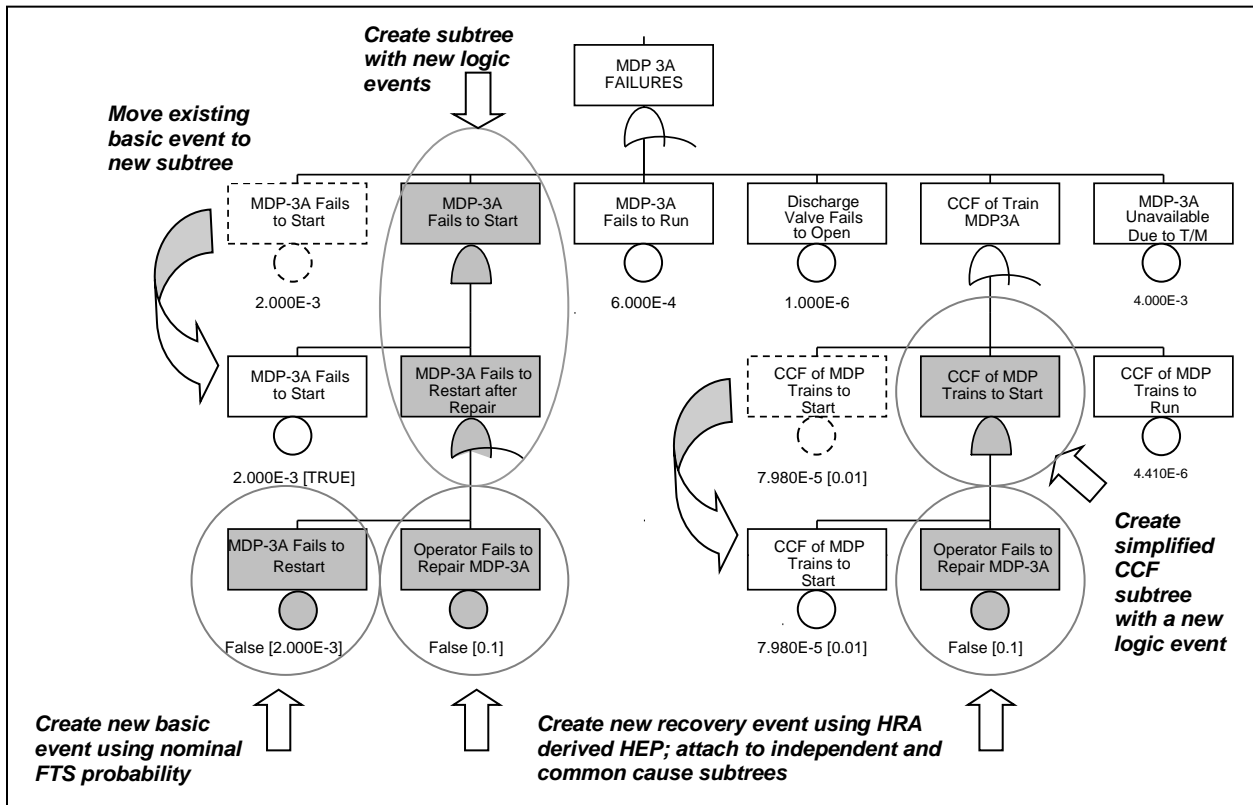 Create subtree
with new logic
events
MDP 3A
FAILURES
Move existing
basic event to
new subtree
MDP-3A Fails
to Start
MDP-3A
Fails to Start
MDP-3A
Fails to Run
Discharge
Valve Fails
to Open
CCF of Train
MDP3A
MDP-3A
Unavailable
Due to T/M
2.000E-3
6.000E-4
1.000E-6
4.000E-3
MDP-3A Fails
to Start
MDP-3A Fails to
Restart after
Repair
CCF of MDP
Trains to
Start
CCF of MDP
Trains to Start
CCF of MDP
Trains to
Run
2.000E-3 [TRUE]
7.980E-5 [0.01]
4.410E-6
MDP-3A Fails to
Restart
Operator Fails to
Repair MDP-3A
CCF of MDP
Trains to
Start
Operator Fails to
Repair MDP-3A
Create
simplified
CCF
subtree
with a new
logic event
False [2.000E-3]
False [0.1]
7.980E-5 [0.01]
False [0.1]
Create new basic
event using nominal
FTS probability
Create new recovery event using HRA
derived HEP; attach to independent and
common cause subtrees